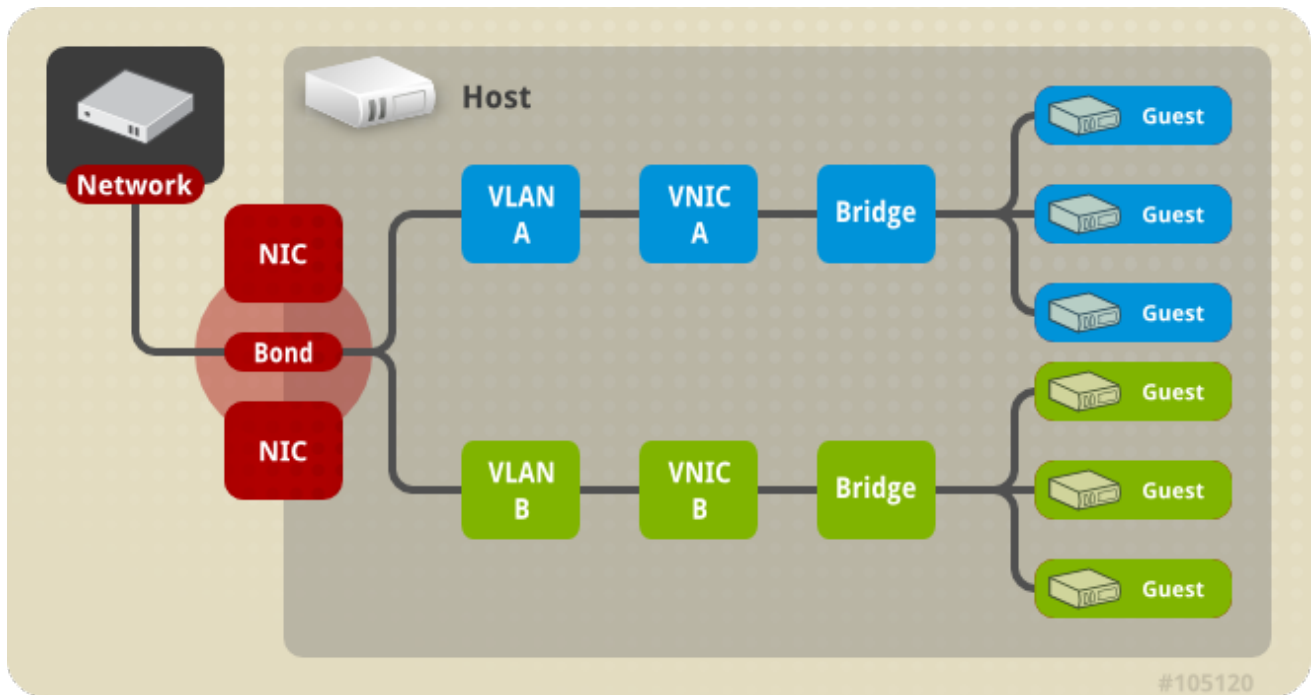 Host
Network
NIC
Bond
NIC
VLAN
A
VNIC
A
Bridge
Guest
Guest
Guest
VLAN
B
VNIC
B
Bridge
Guest
Guest
Guest
#105120